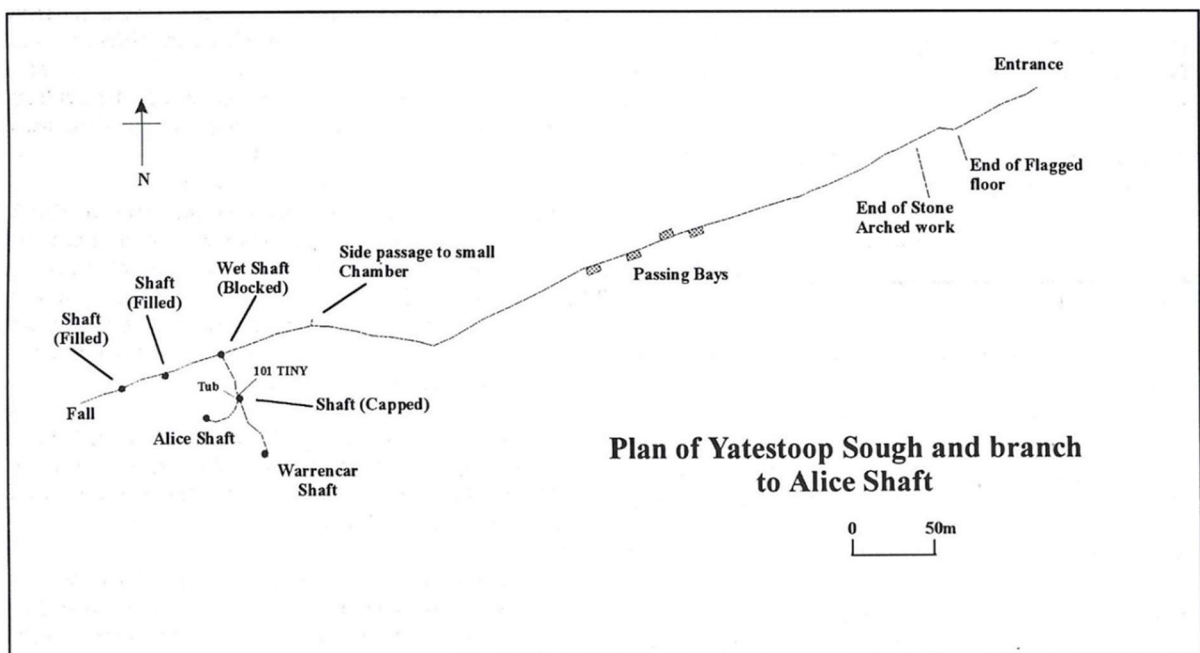 Entrance
N
End of Flagged
floor
End of Stone
Arched work
Side passage to small
Chamber
Wet Shaft
(Blocked)
Passing Bays
Shaft
(Filled)
Shaft
(Filled)
101 TINY
Tub
Shaft (Capped)
Fall
Alice Shaft
Warrencar
Shaft
Plan of Yatestoop Sough and branch
to Alice Shaft
0 50m